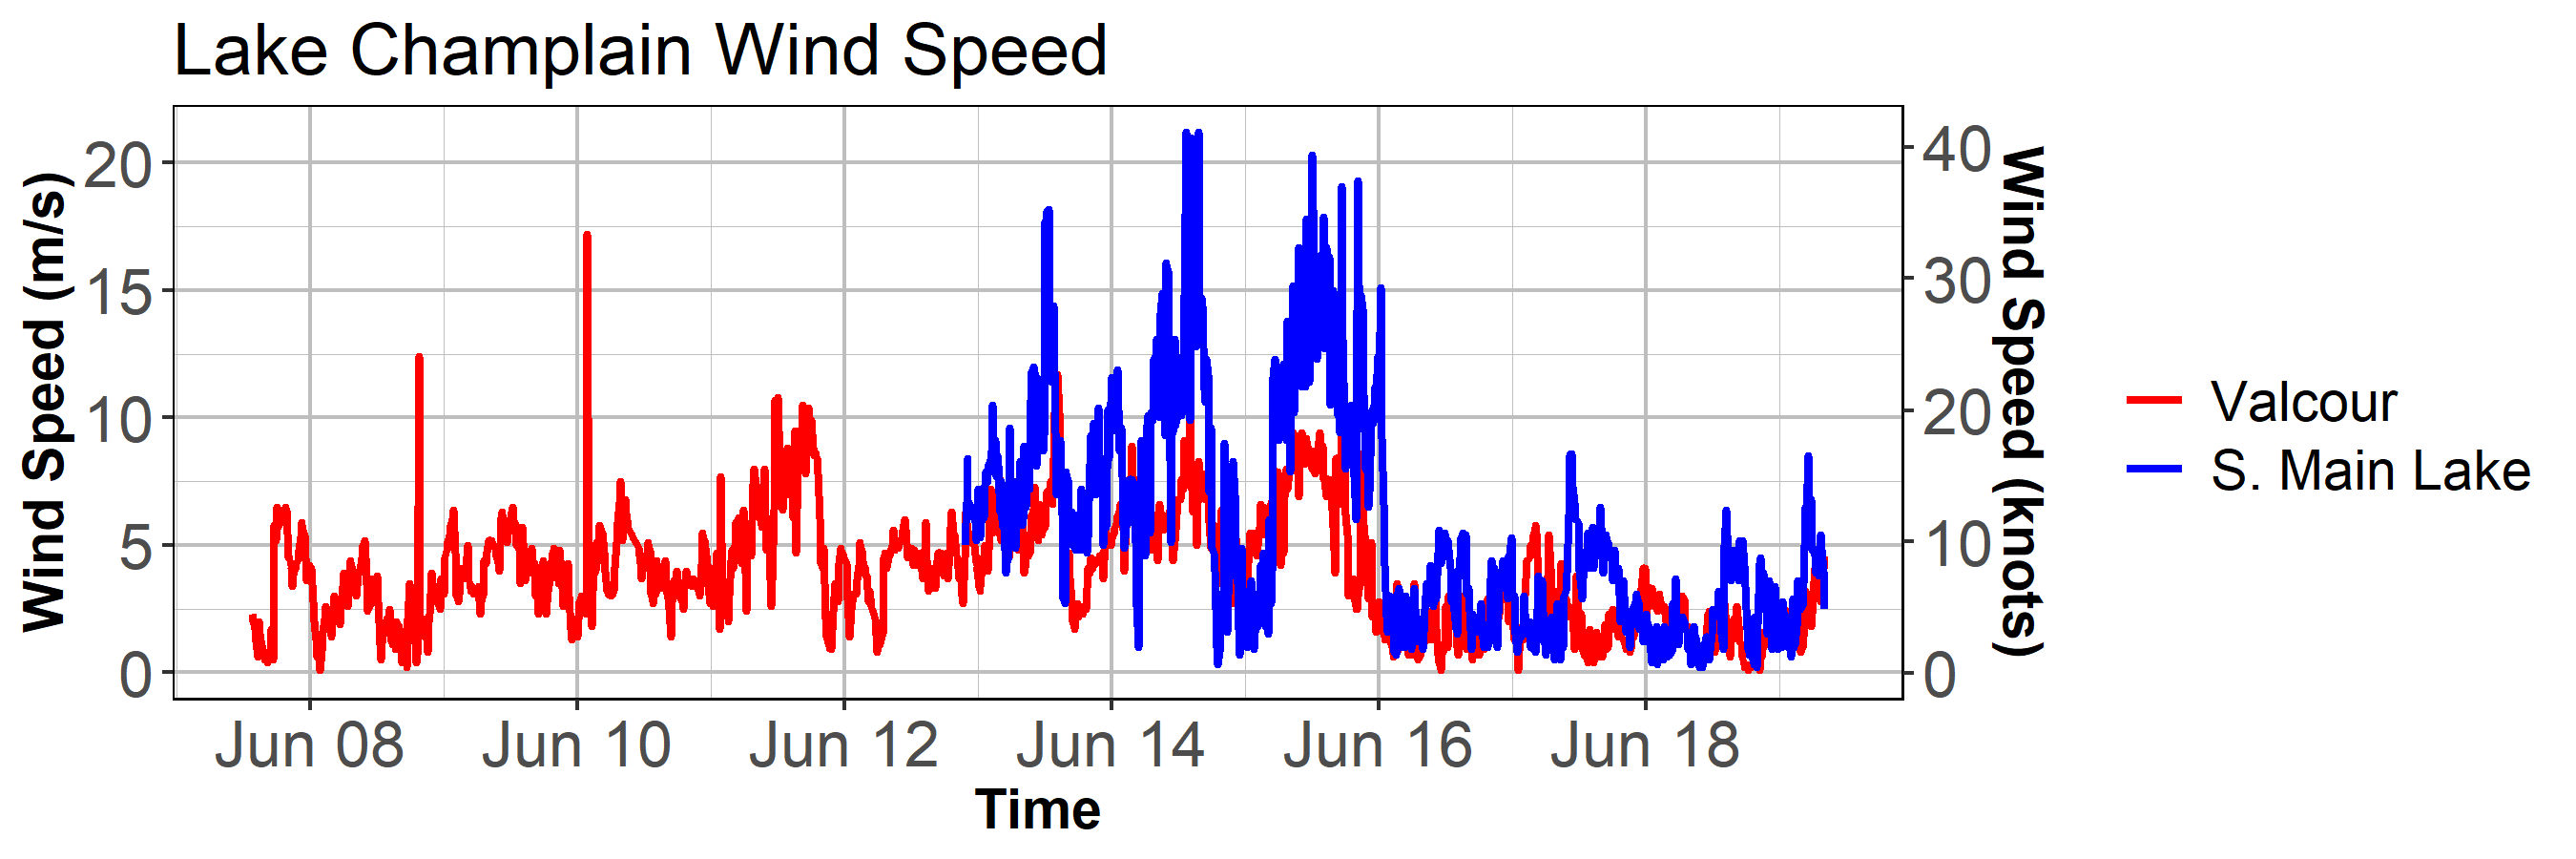 Lake Champlain Wind Speed
Wind Speed (m/s)
20
15
10
5
0
40
30
20
10
0
Wind Speed (knots)
Jun 08
Jun 10
Jun 12
Jun 14
Jun 16
Jun 18
Time
Valcour
S. Main Lake